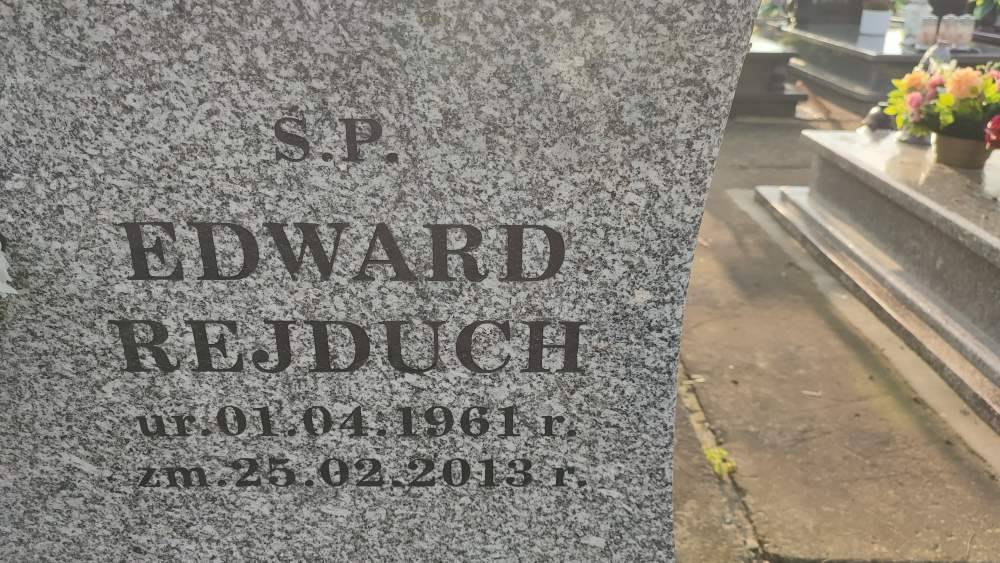 S.P.
EDWARD
REJDUCH
ur.01.04.1961 r.
zm.25.02.2013 r.